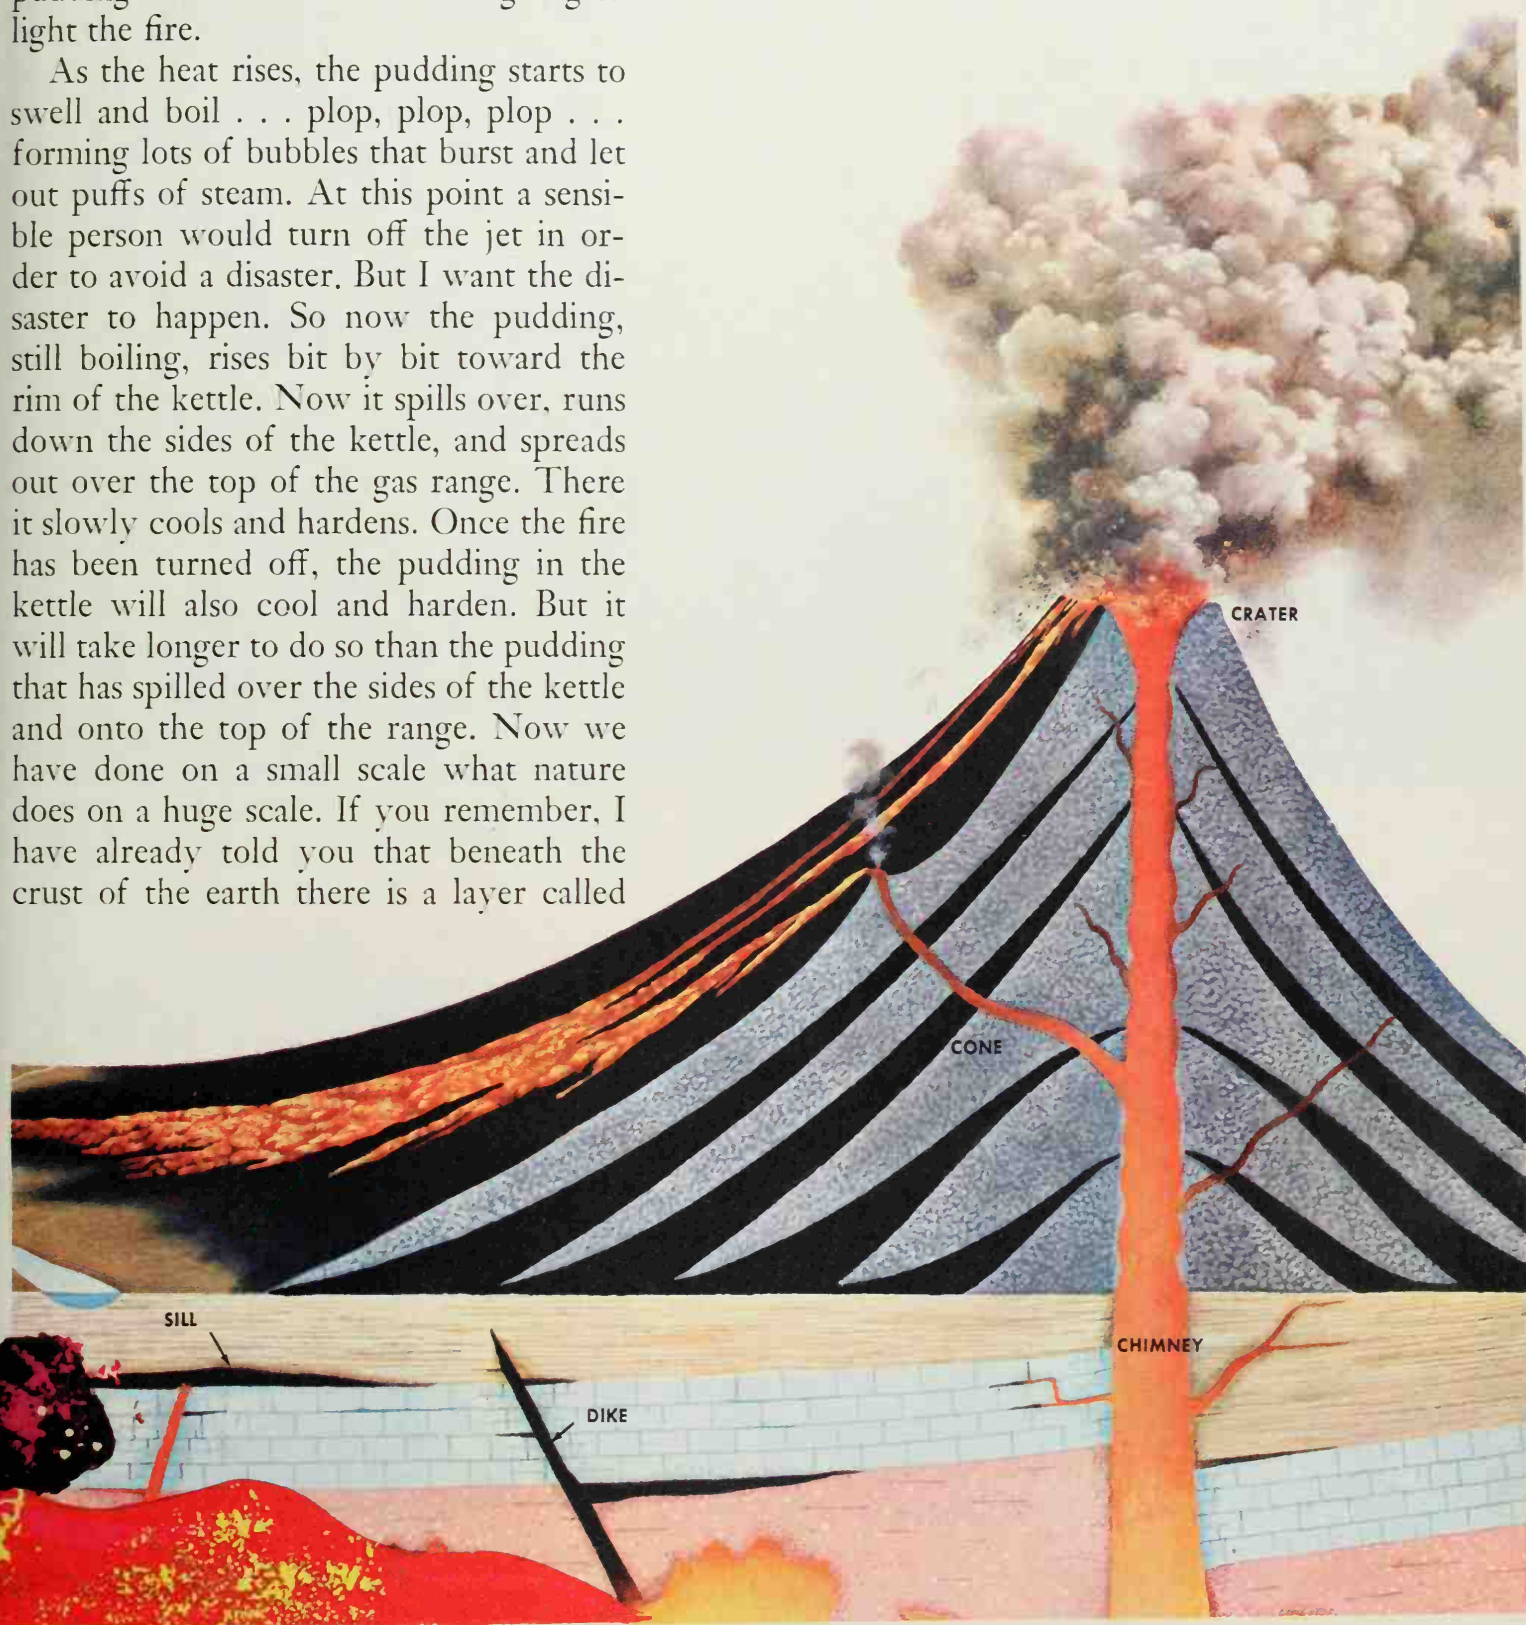 light the fire.
As the heat rises, the pudding starts to
swell and boil . . . plop, plop, plop . . .
forming lots of bubbles that burst and let
out puffs of steam. At this point a sensi-
ble person would turn off the jet in or-
der to avoid a disaster. But I want the di-
saster to happen. So now the pudding,
still boiling, rises bit by bit toward the
rim of the kettle. Now it spills over, runs
down the sides of the kettle, and spreads
out over the top of the gas range. There
it slowly cools and hardens. Once the fire
has been turned off, the pudding in the
kettle will also cool and harden. But it
will take longer to do so than the pudding
that has spilled over the sides of the kettle
and onto the top of the range. Now we
have done on a small scale what nature
does on a huge scale. If you remember, I
have already told you that beneath the
crust of the earth there is a layer called
CRATER
CONE
SILL
CHIMNEY
DIKE